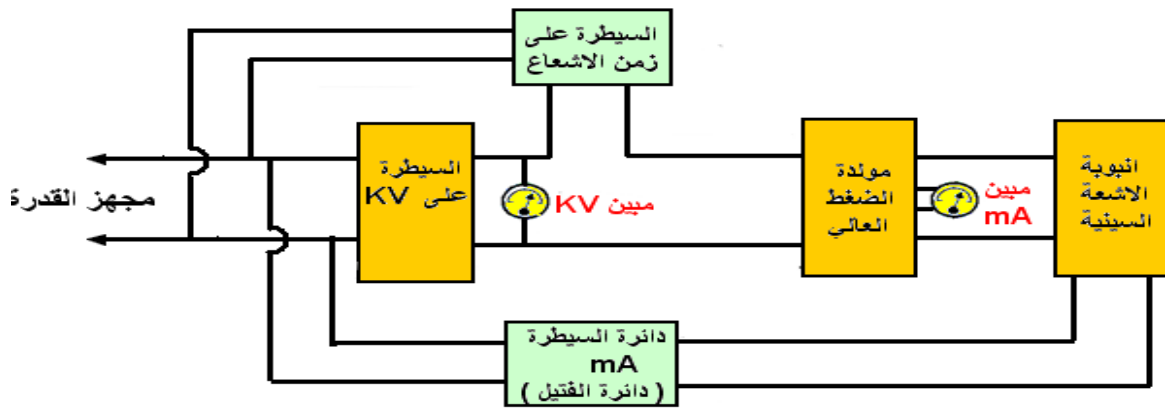 السيطرة على
زمن الاشعاع
مجهز القدرة
السيطرة
على KV
مبين KV
مولدة
الضغط
العالي
مبين
mA
انبوبة
الاشعة
السينية
دائرة السيطرة
mA
(دائرة الفتيل)